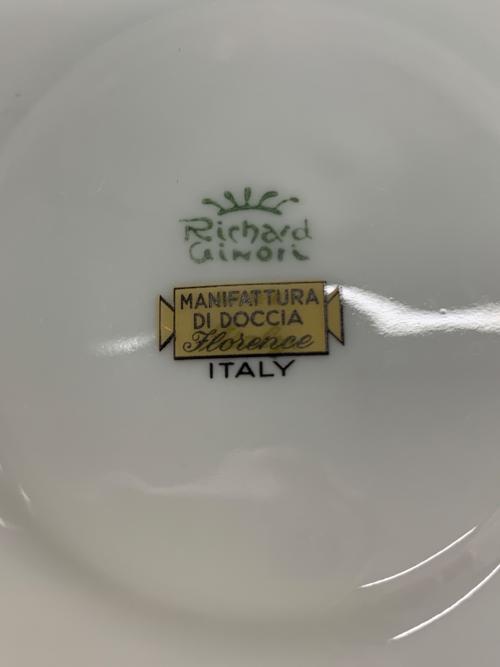 Richard
Ginori
MANIFATTURA
DI DOCCIA
Florence
ITALY